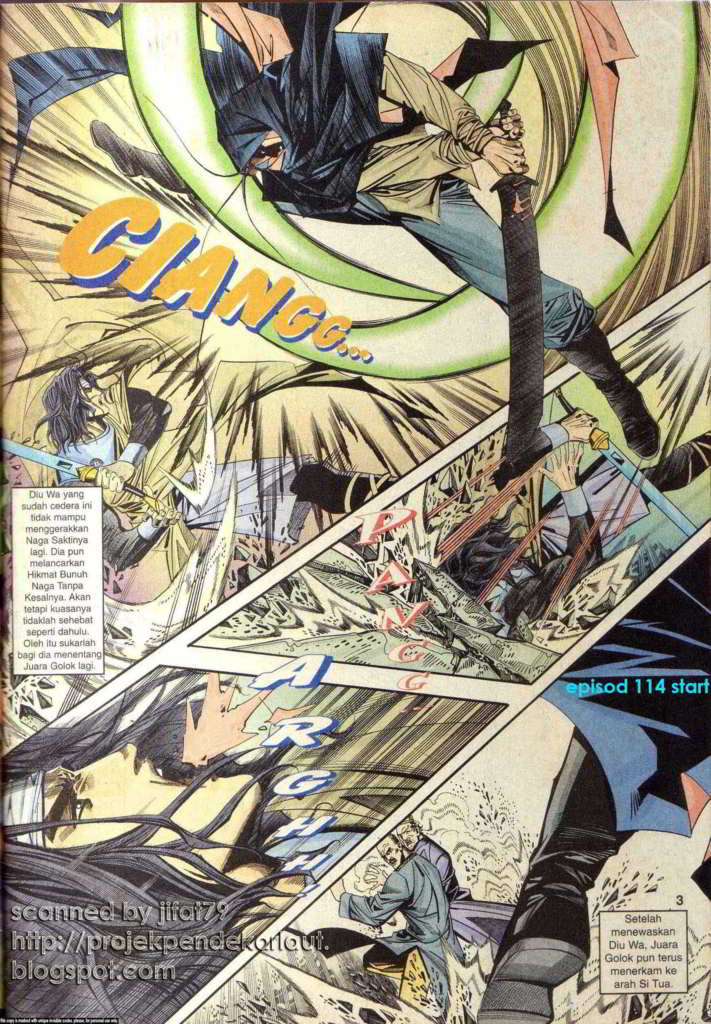 CIANGG...
Diu Wa yang
sudah cedera ini
tidak mampu
menggerakkan
Naga Saktinya
lagi. Dia pun
melancarkan
Hikmat Bunuh
Naga Tanpa
Kesalnya. Akan
tetapi kuasanya
tidaklah sehebat
seperti dahulu.
Oleh itu sukarlah
bagi dia menentang
Juara Golok lagi.
PANGG
ARGHH!
episod 114 start
3
Setelah
menewaskan
Diu Wa, Juara
Golok pun terus
menerkam ke
arah Si Tua.
scanned by jifai79
http://projekpendekarlaut.
blogspot.com